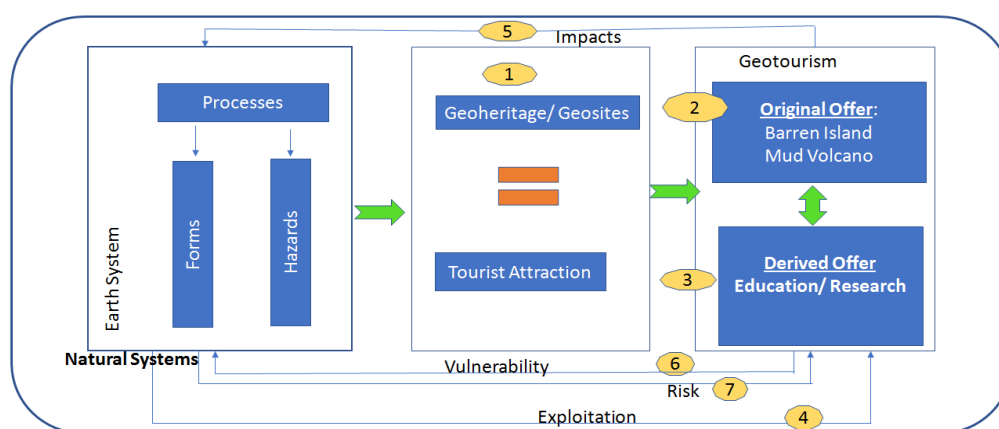 5
Impacts
Earth System
Processes
Forms
Hazards
Natural Systems
1
Geoheritage/ Geosites
Tourist Attraction
Geotourism
2
Original Offer:
Barren Island
Mud Volcano
3
Derived Offer
Education/ Research
Vulnerability
6
Risk
7
Exploitation
4